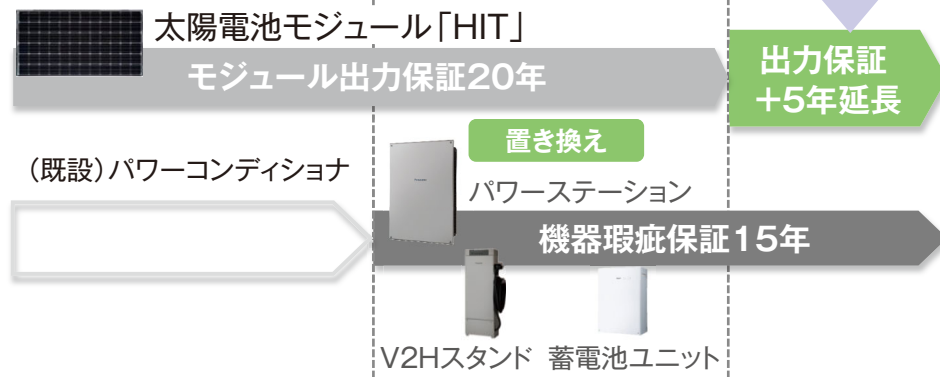 太陽電池モジュール「HIT」
モジュール出力保証20年
出力保証
+5年延長
置き換え
(既設)パワーコンディショナ
パワーステーション
機器瑕疵保証15年
V2Hスタンド 蓄電池ユニット